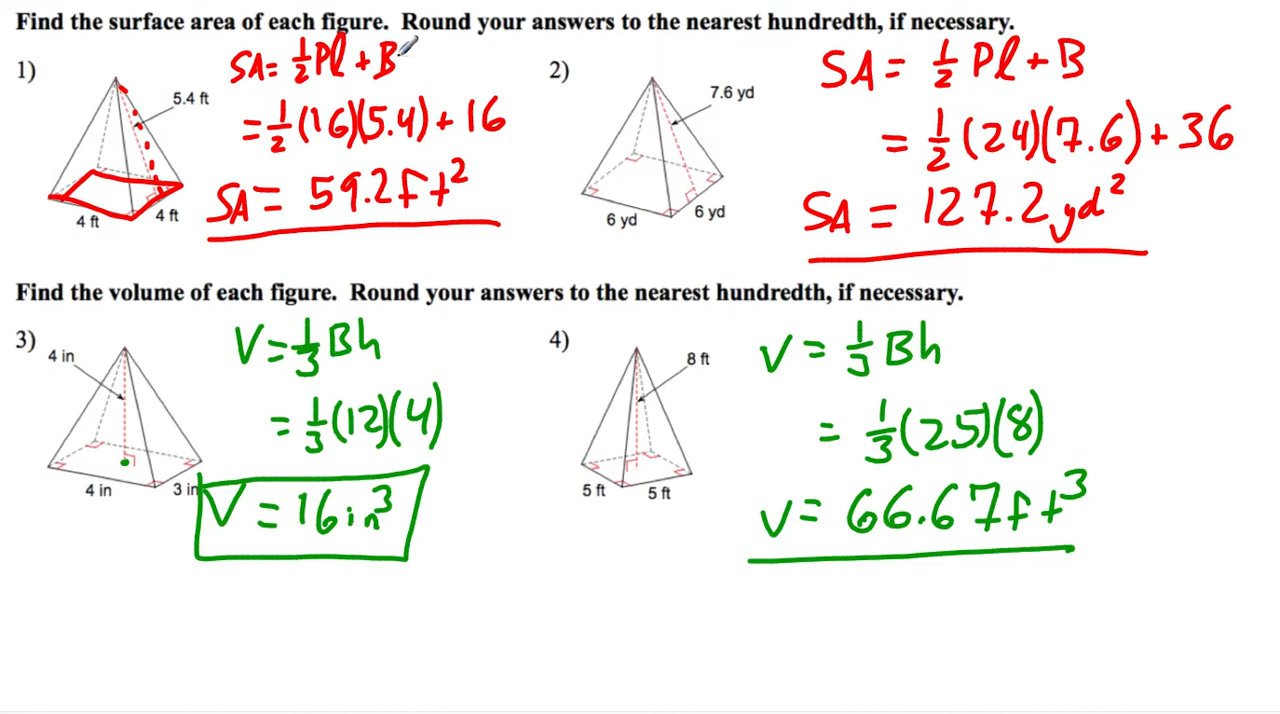 Find the surface area of each figure. Round your answers to the nearest hundredth, if necessary.
1)
5.4 ft
4 ft
4 ft
SA = 1/2 Pl + B
= 1/2 (16)(5.4) + 16
SA = 59.2 ft²
2)
7.6 yd
6 yd
6 yd
SA = 1/2 Pl + B
= 1/2 (24)(7.6) + 36
SA = 127.2 yd²
Find the volume of each figure. Round your answers to the nearest hundredth, if necessary.
3)
4 in
4 in
3 in
V = 1/3 Bh
= 1/3 (12)(4)
V = 16 in³
4)
8 ft
5 ft
5 ft
V = 1/3 Bh
= 1/3 (25)(8)
V = 66.67 ft³